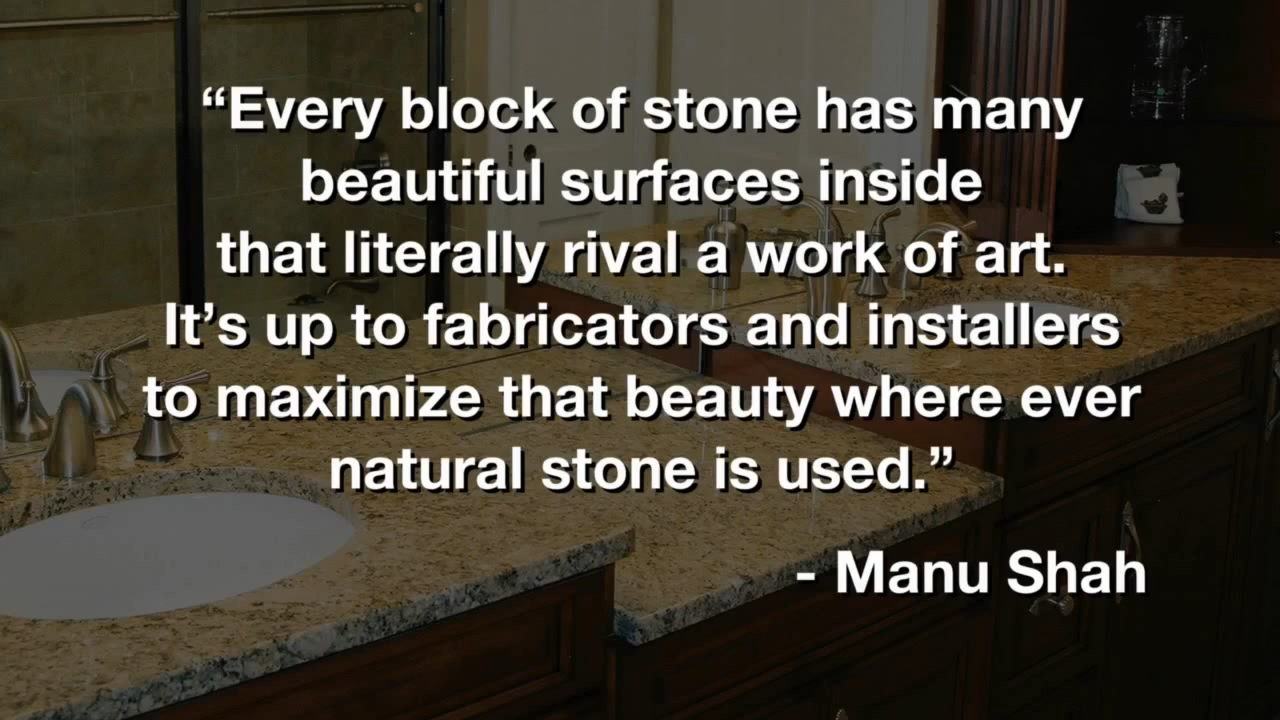 “Every block of stone has many
beautiful surfaces inside
that literally rival a work of art.
It’s up to fabricators and installers
to maximize that beauty where ever
natural stone is used.”
- Manu Shah